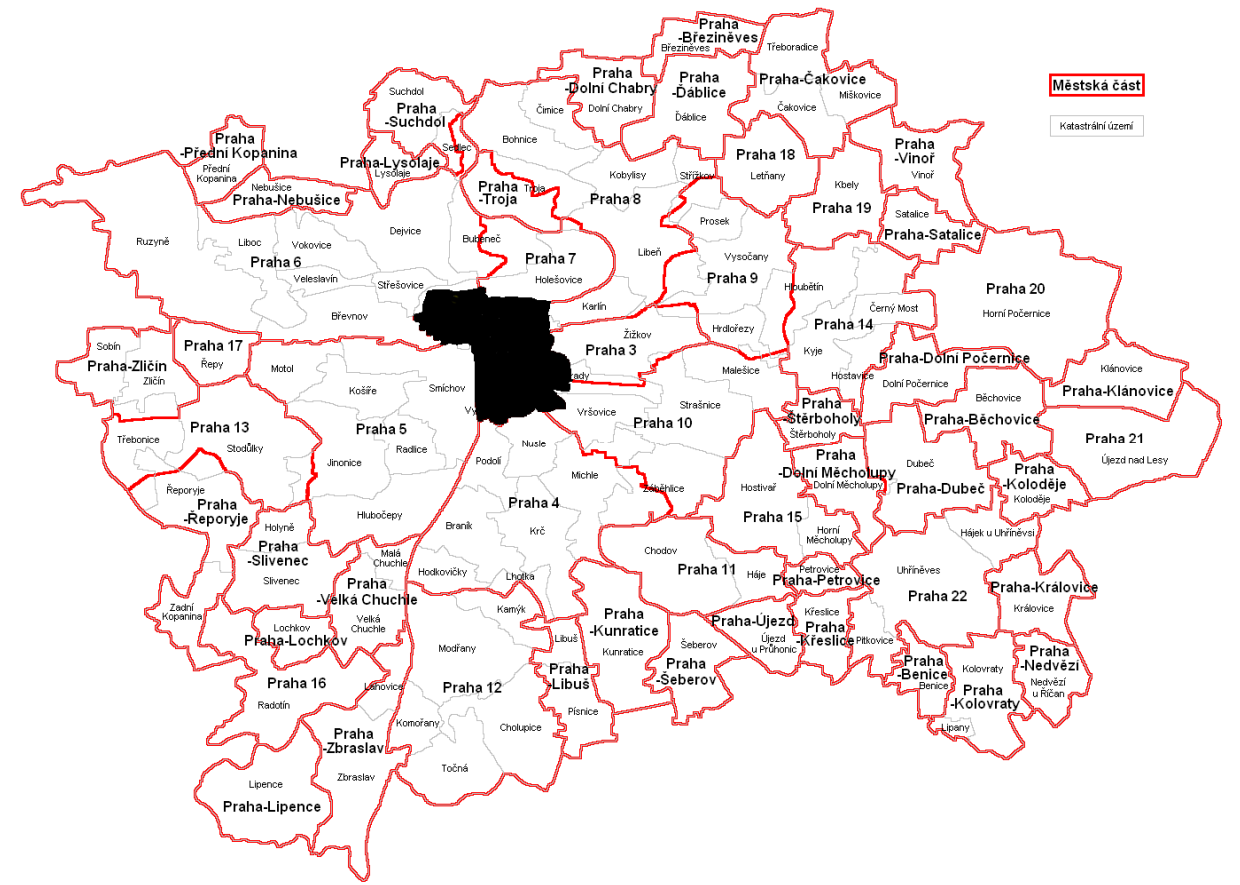 Praha
-Březiněves
Březiněves
Třeboradice
Praha-Čakovice
Miškovice
Čakovice
Praha
-Dolní Chabry
Dolní Chabry
Praha
-Ďáblice
Ďáblice
Čimice
Bohnice
Suchdol
Praha
-Suchdol
Sedlec
Praha-Lysolaje
Lysolaje
Praha
-Přední Kopanina
Přední
Kopanina
Nebušice
Praha-Nebušice
Praha
-Troja
Troja
Kobylisy
Praha 8
Střížkov
Praha 18
Letňany
Praha
-Vinoř
Vinoř
Kbely
Praha 19
Satalice
Praha-Satalice
Městská část
Katastrální území
Ruzyně
Liboc
Vokovice
Dejvice
Bubeneč
Praha 6
Veleslavín
Střešovice
Břevnov
Praha 7
Holešovice
Libeň
Karlín
Prosek
Vysočany
Praha 9
Hloubětín
Hrdlořezy
Praha 20
Horní Počernice
Černý Most
Praha 14
Kyje
Hostavice
Žižkov
Praha 3
rady
Malešice
Sobín
Praha-Zličín
Zličín
Praha 17
Řepy
Motol
Košíře
Smíchov
Vy
Praha 5
Radlice
Jinonice
Hlubočepy
Praha-Dolní Počernice
Dolní Počernice
Klánovice
Praha-Klánovice
Běchovice
Praha-Běchovice
Praha
-Štěrboholy
Štěrboholy
Vršovice
Strašnice
Praha 10
Praha 21
Újezd nad Lesy
Třebonice
Praha 13
Stodůlky
Řeporyje
Praha
-Řeporyje
Podolí
Nusle
Michle
Záběhlice
Praha 4
Braník
Krč
Hodkovičky
Lhotka
Hostivař
Praha 15
Horní
Měcholupy
Praha
-Dolní Měcholupy
Dolní Měcholupy
Dubeč
Praha-Dubeč
Praha
-Koloděje
Koloděje
Hájek u Uhříněvsi
Holyně
Praha
-Slivenec
Slivenec
Malá
Chuchle
Praha
-Velká Chuchle
Velká
Chuchle
Zadní
Kopanina
Lochkov
Praha-Lochkov
Chodov
Praha 11
Háje
Petrovice
Praha-Petrovice
Uhříněves
Praha 22
Praha-Královice
Královice
Kamýk
Libuš
Praha
-Libuš
Písnice
Praha
-Kunratice
Kunratice
Šeberov
Praha
-Šeberov
Praha-Újezd
Újezd
u Průhonic
Křeslice
Praha
-Křeslice
Pitkovice
Praha
-Benice
Benice
Kolovraty
Praha
-Kolovraty
Lipany
Praha
-Nedvězí
Nedvězí
u Říčan
Modřany
Praha 12
Cholupice
Komořany
Točná
Praha 16
Radotín
Lahovice
Praha
-Zbraslav
Zbraslav
Lipence
Praha-Lipence